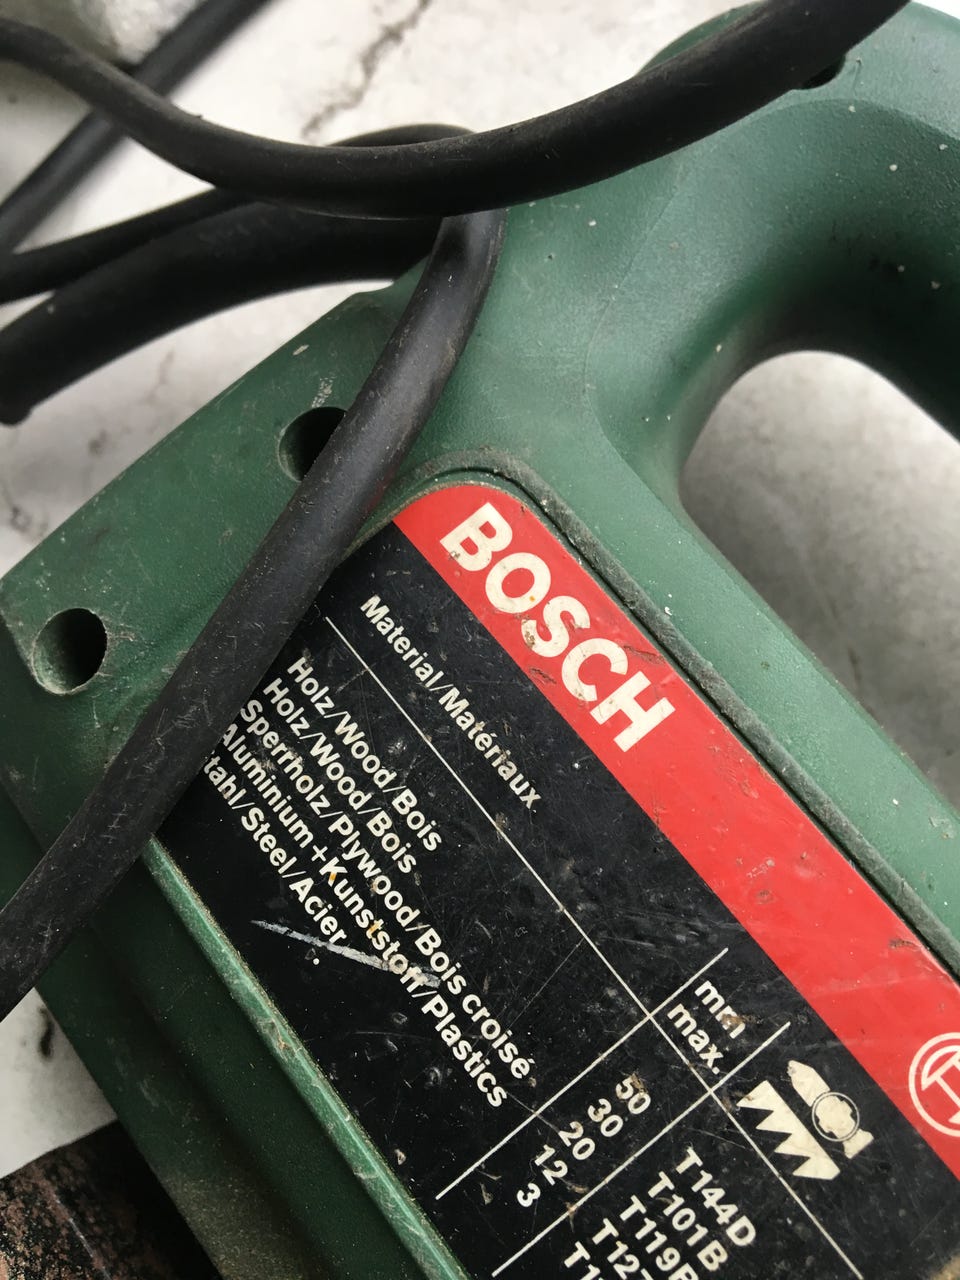 BOSCH
Material/Matériaux
mm
max.
Holz/Wood/Bois 50 T144D
Holz/Wood/Bois 30 T101B
Sperrholz/Plywood/Bois croisé 20
Aluminium+Kunststoff/Plastics 12
/Steel/Acier 3